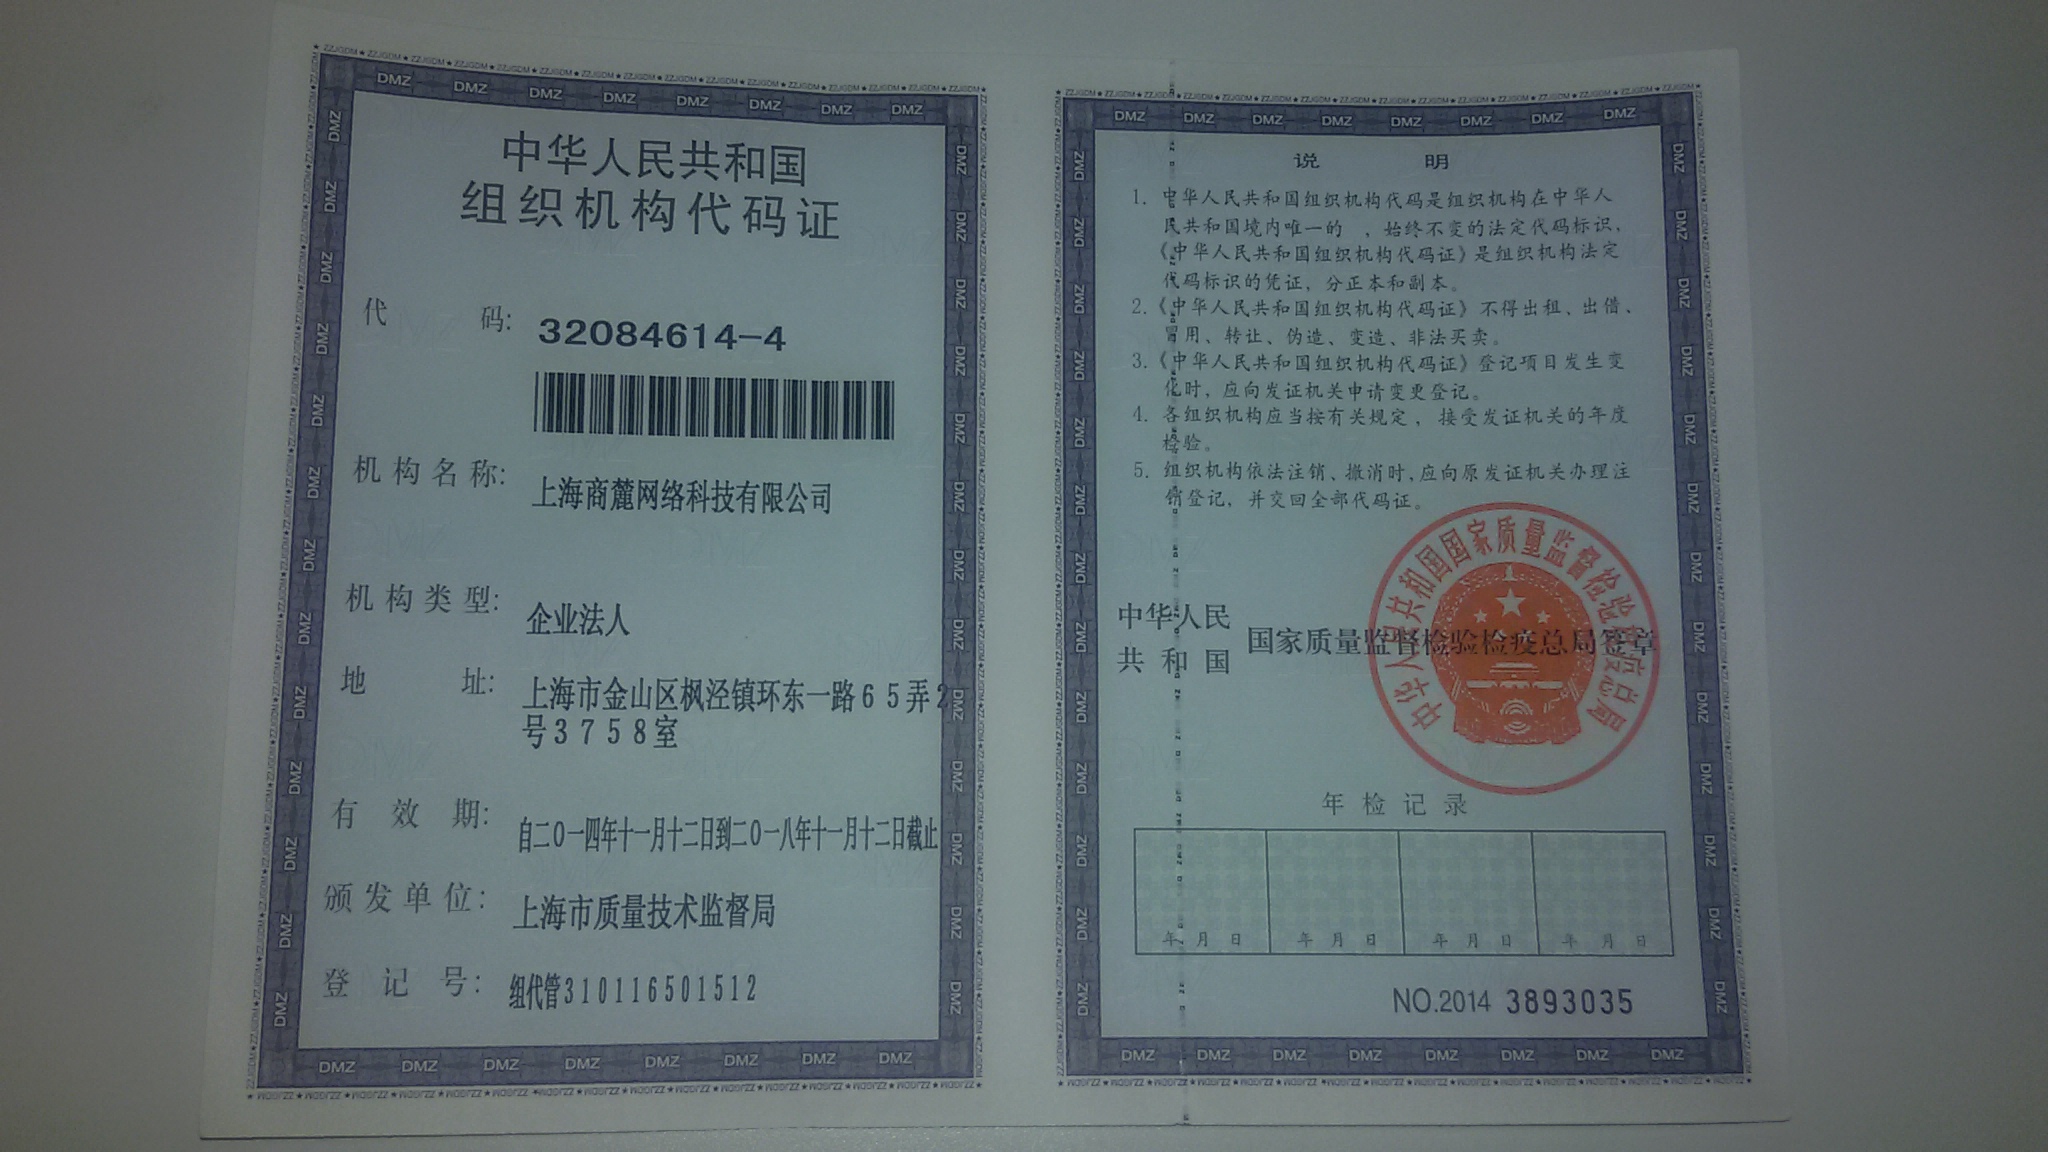 中华人民共和国
组织机构代码证
代 码: 32084614-4
机构名称: 上海商麓网络科技有限公司
机构类型: 企业法人
地 址: 上海市金山区枫泾镇环东一路65弄2
号3758室
有 效 期: 自二0一四年十一月十二日到二0一八年十一月十二日截止
颁发单位: 上海市质量技术监督局
登 记 号: 组代管310116501512
说 明
1. 中华人民共和国组织机构代码是组织机构在中华人
民共和国境内唯一的 、始终不变的法定代码标识，
《中华人民共和国组织机构代码证》是组织机构法定
代码标识的凭证，分正本和副本。
2.《中华人民共和国组织机构代码证》不得出租、出借、
冒用、转让、伪造、变造、非法买卖。
3.《中华人民共和国组织机构代码证》登记项目发生变
化时，应向发证机关申请变更登记。
4. 各组织机构应当按有关规定，接受发证机关的年度
检验。
5. 组织机构依法注销、撤消时，应向原发证机关办理注
销登记，并交回全部代码证。
中华人民
共和国 国家质量监督检验检疫总局签章
中华人民共和国国家质量监督检验检疫总局
年检记录
年 月 日 年 月 日 年 月 日 年 月 日
NO.2014 3893035